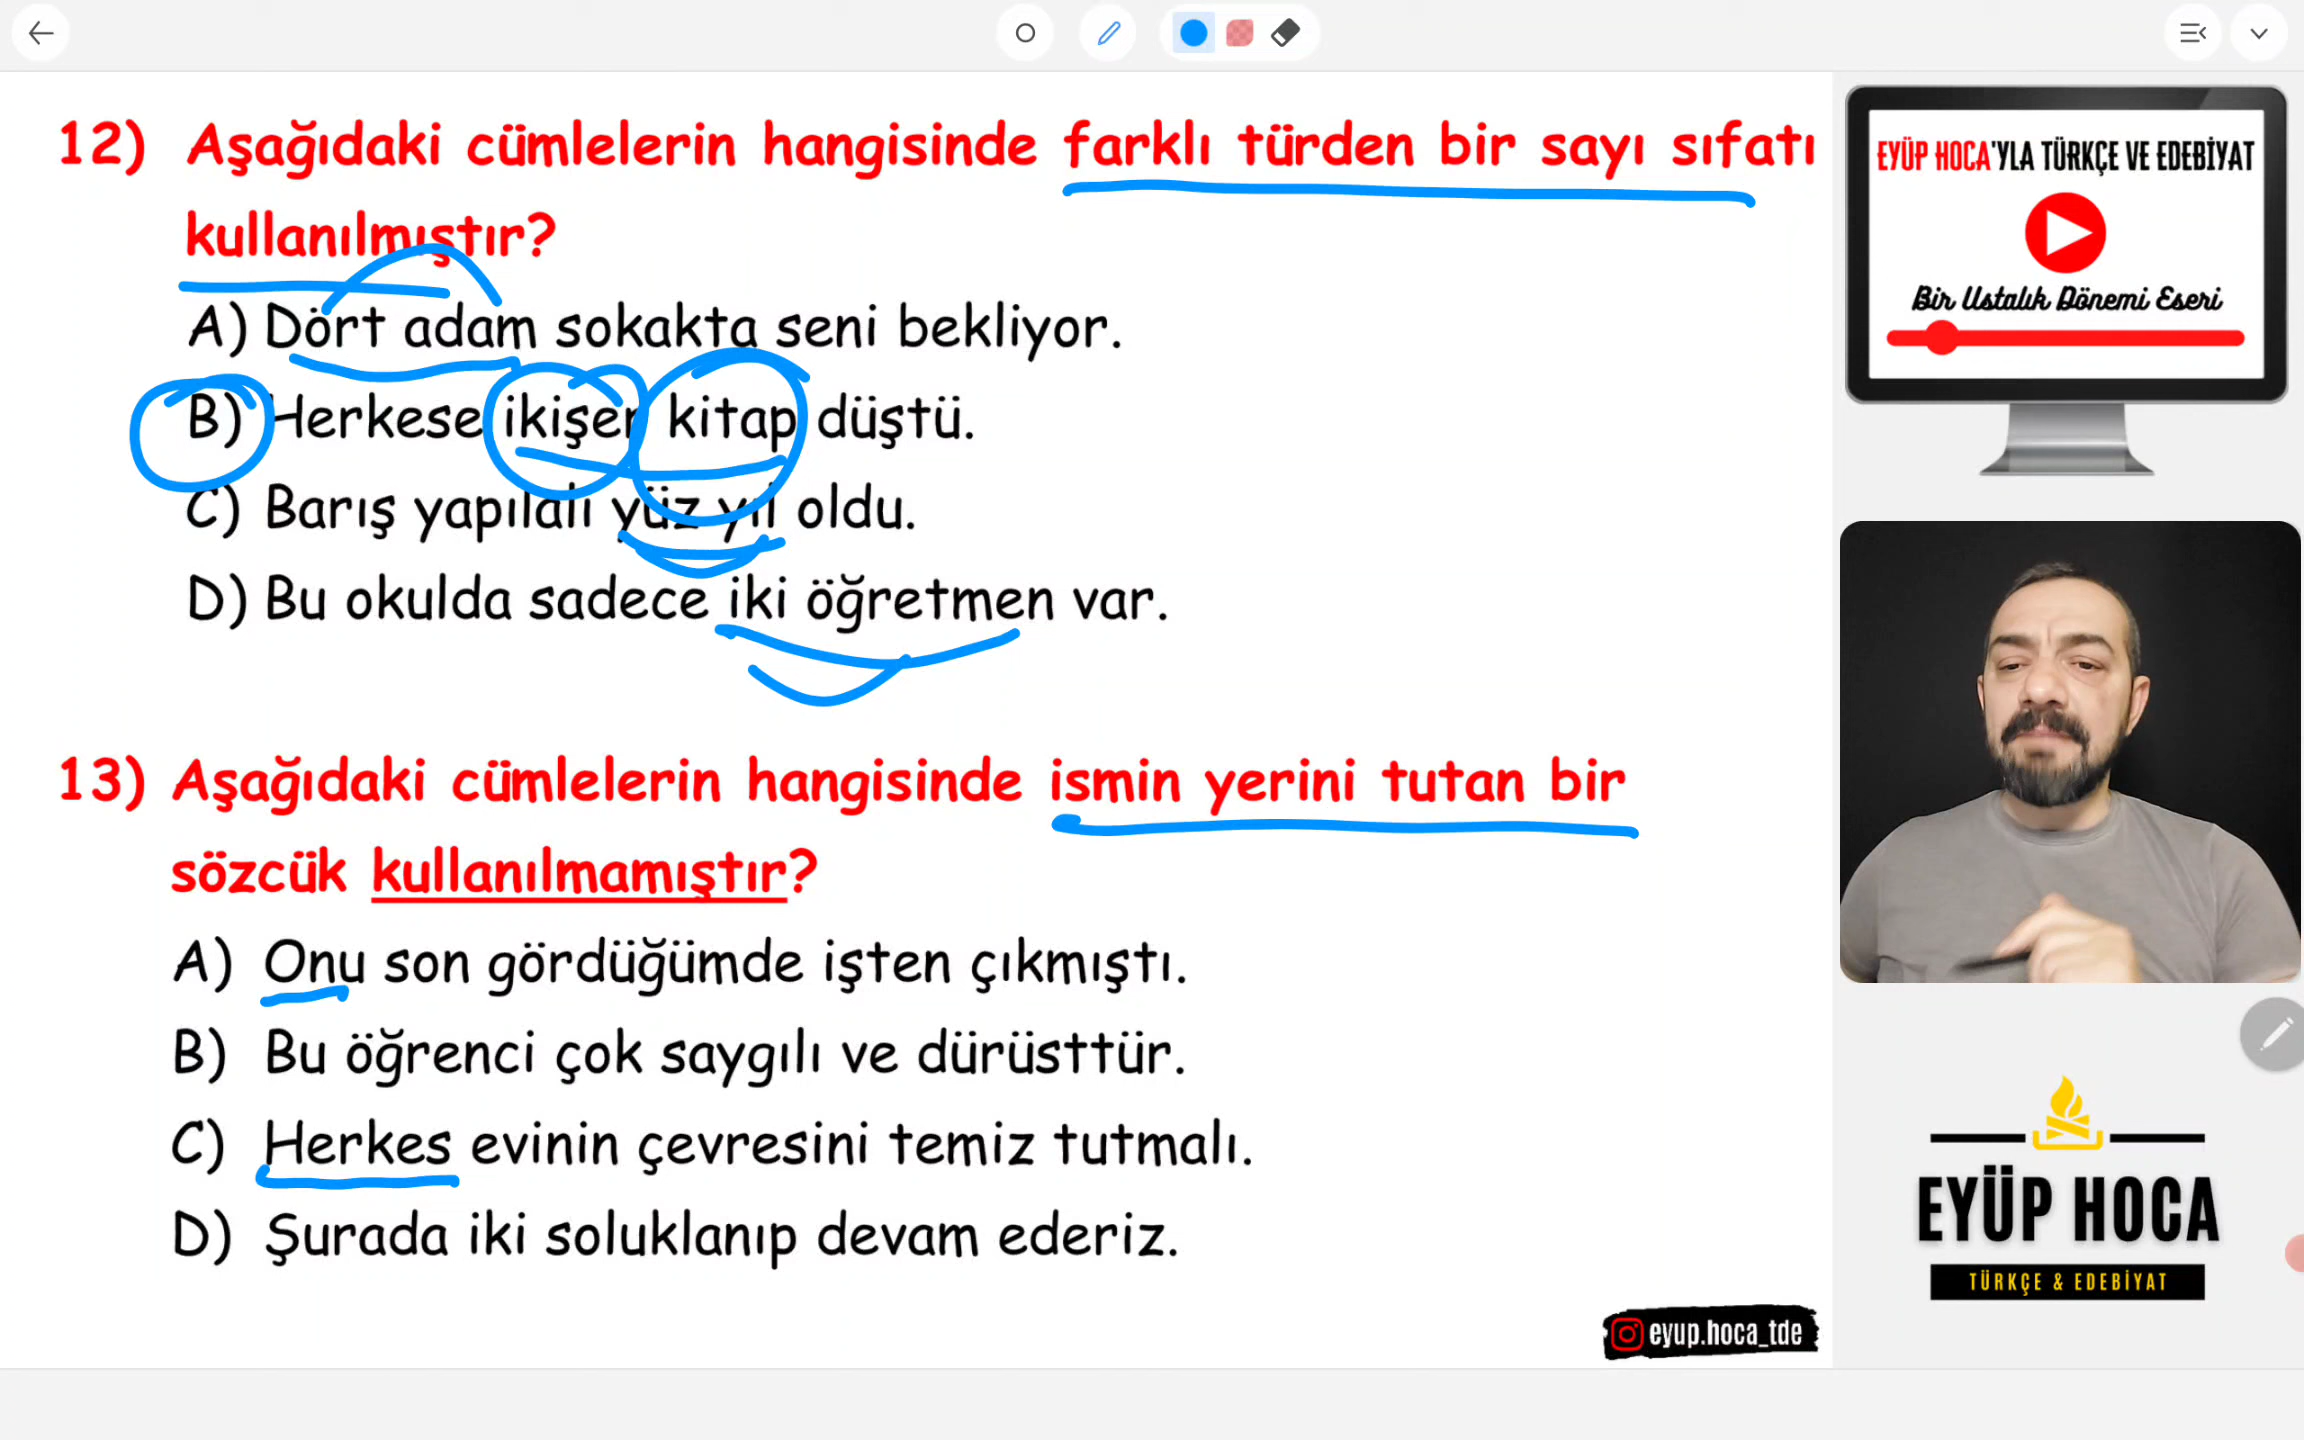 12) Aşağıdaki cümlelerin hangisinde farklı türden bir sayı sıfatı
kullanılmıştır?
A) Dört adam sokakta seni bekliyor.
B) Herkese ikişer kitap düştü.
C) Barış yapılalı yüz yıl oldu.
D) Bu okulda sadece iki öğretmen var.
13) Aşağıdaki cümlelerin hangisinde ismin yerini tutan bir
sözcük kullanılmamıştır?
A) Onu son gördüğümde işten çıkmıştı.
B) Bu öğrenci çok saygılı ve dürüsttür.
C) Herkes evinin çevresini temiz tutmalı.
D) Şurada iki soluklanıp devam ederiz.
eyup.hoca_tde
EYÜP HOCA'YLA TÜRKÇE VE EDEBİYAT
Bir Ustalık Dönemi Eseri
EYÜP HOCA
TÜRKÇE & EDEBİYAT